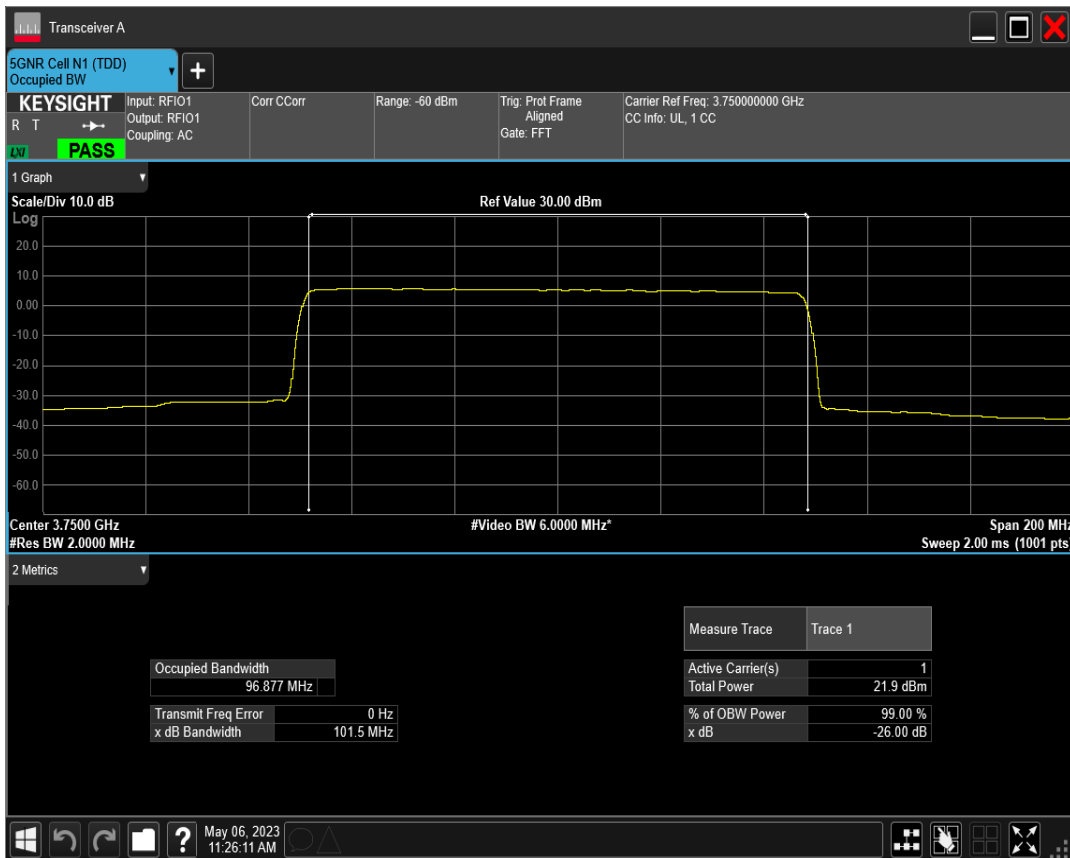 Transceiver A
5GNR Cell N1 (TDD)
Occupied BW
+
KEYSIGHT
R T
LXI
PASS
Input: RFIO1
Output: RFIO1
Coupling: AC
Corr CCorr
Range: -60 dBm
Trig: Prot Frame
Aligned
Gate: FFT
Carrier Ref Freq: 3.750000000 GHz
CC Info: UL, 1 CC
1 Graph
Scale/Div 10.0 dB
Ref Value 30.00 dBm
Log
20.0
10.0
0.00
-10.0
-20.0
-30.0
-40.0
-50.0
-60.0
Center 3.7500 GHz
#Video BW 6.0000 MHz*
Span 200 MHz
#Res BW 2.0000 MHz
Sweep 2.00 ms (1001 pts)
2 Metrics
Measure Trace Trace 1
Occupied Bandwidth
96.877 MHz
Active Carrier(s) 1
Total Power 21.9 dBm
Transmit Freq Error 0 Hz
x dB Bandwidth 101.5 MHz
% of OBW Power 99.00 %
x dB -26.00 dB
?
May 06, 2023
11:26:11 AM